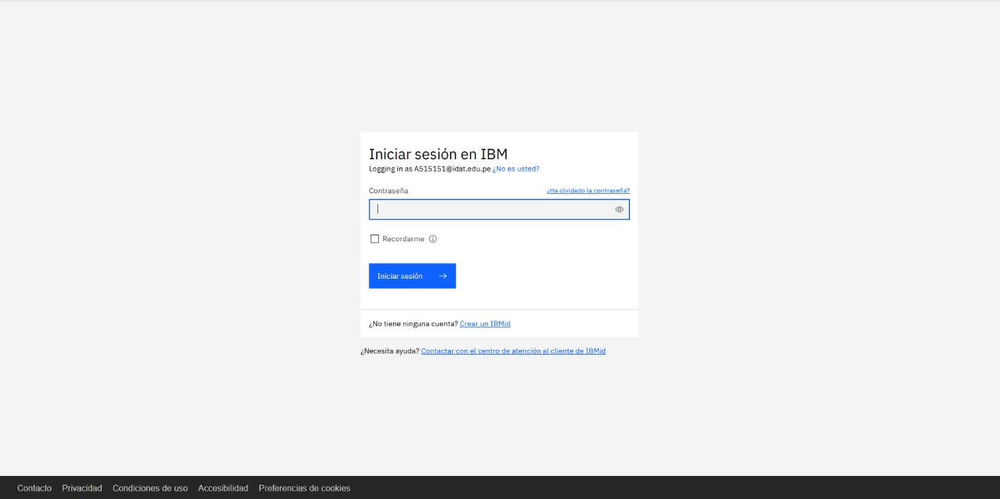 Iniciar sesión en IBM
Logging in as A515151@idat.edu.pe ¿No es usted?
Contraseña ¿Ha olvidado la contraseña?
Recordarme
Iniciar sesión
¿No tiene ninguna cuenta? Crear un IBMid
¿Necesita ayuda? Contactar con el centro de atención al cliente de IBMid
Contacto Privacidad Condiciones de uso Accesibilidad Preferencias de cookies